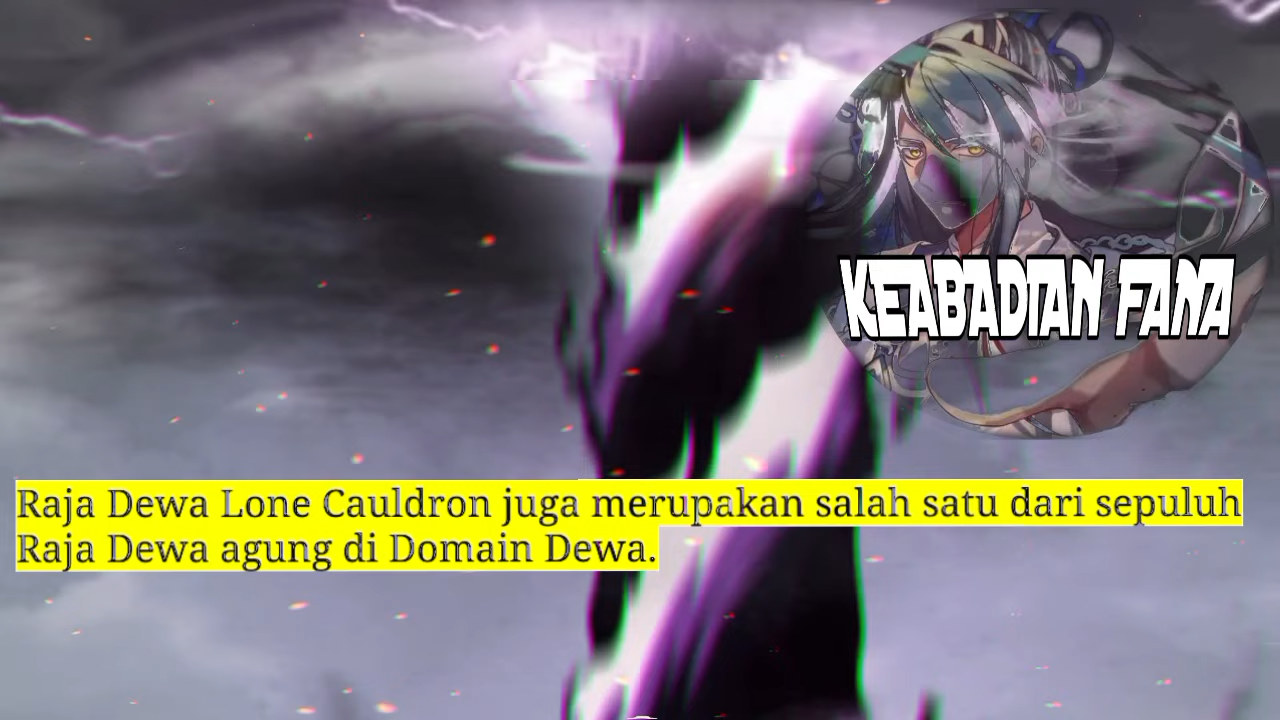 KEABADIAN FANA
Raja Dewa Lone Cauldron juga merupakan salah satu dari sepuluh
Raja Dewa agung di Domain Dewa.